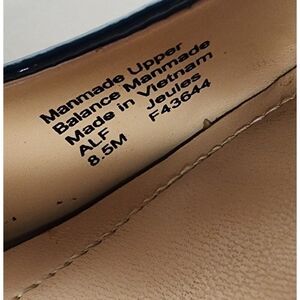 Manmade Upper
Balance Manmade
Made in Vietnam
ALF Jeules
8.5M F43644